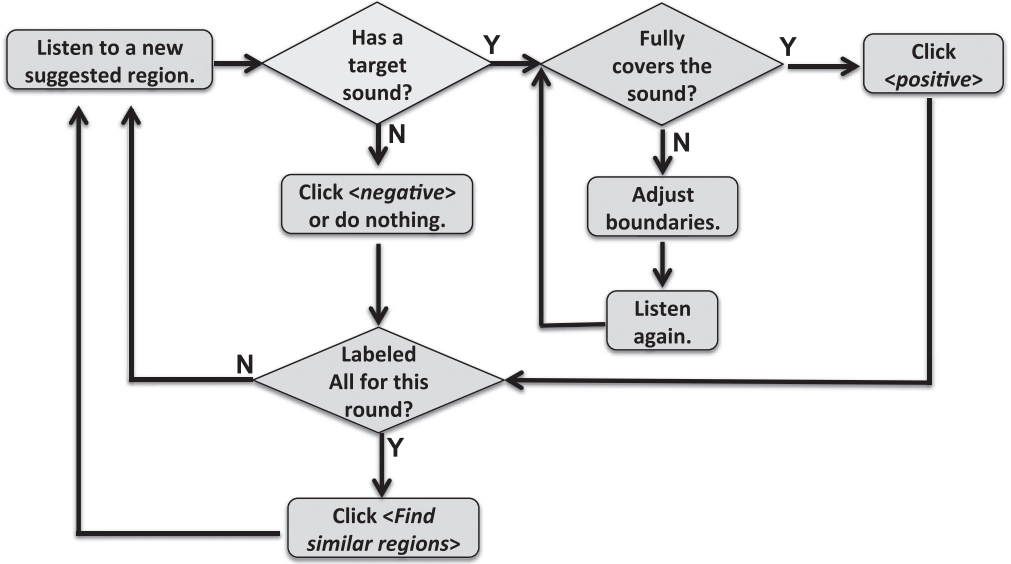 Listen to a new
suggested region.
Has a
target
sound?
Y
Fully
covers the
sound?
Y
Click
<positive>
N
N
Click <negative>
or do nothing.
Adjust
boundaries.
Listen
again.
N
Labeled
All for this
round?
Y
Click <Find
similar regions>